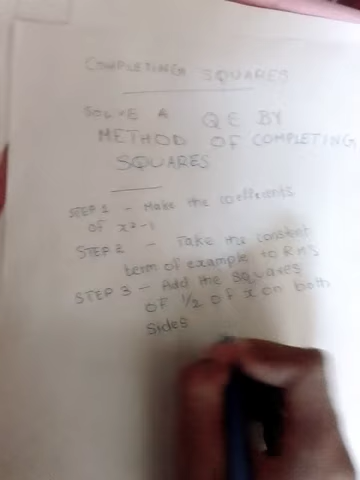 COMPLETING SQUARES
SOLVE A QE BY
METHOD OF COMPLETING
SQUARES
STEP 1 - Make the coefficients
of x² - 1
STEP 2 - Take the constant
term of example to RHS
STEP 3 - Add the squares
OF 1/2 OF x on both
sides